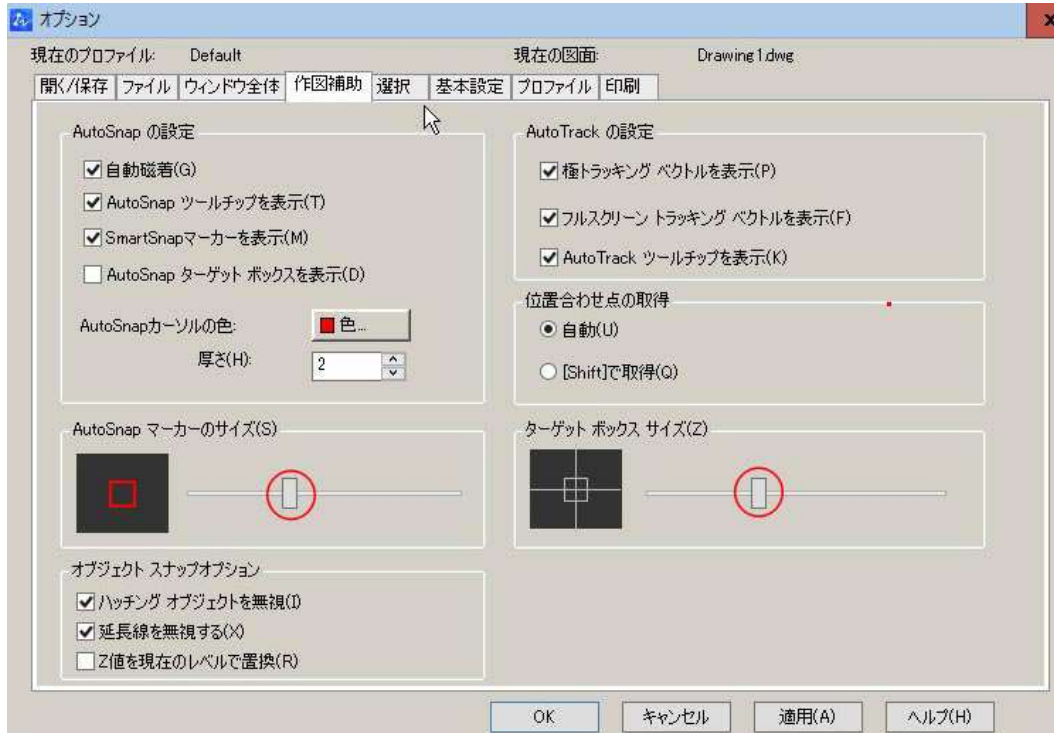 オプション
現在のプロファイル: Default 現在の図面: Drawing1.dwg
開く/保存 ファイル ウィンドウ全体 作図補助 選択 基本設定 プロファイル 印刷
AutoSnap の設定
自動磁着(G)
AutoSnap ツールチップを表示(T)
SmartSnapマーカーを表示(M)
AutoSnap ターゲット ボックスを表示(D)
AutoSnapカーソルの色: 色...
厚さ(H): 2
AutoTrack の設定
極トラッキング ベクトルを表示(P)
フルスクリーン トラッキング ベクトルを表示(F)
AutoTrack ツールチップを表示(K)
位置合わせ点の取得
自動(U)
[Shift]で取得(Q)
AutoSnap マーカーのサイズ(S)
ターゲット ボックス サイズ(Z)
オブジェクト スナップオプション
ハッチング オブジェクトを無視(I)
延長線を無視する(X)
Z値を現在のレベルで置換(R)
OK キャンセル 適用(A) ヘルプ(H)